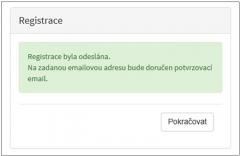 Registrace
Registrace byla odeslána.
Na zadanou emailovou adresu bude doručen potvrzovací
email.
Pokračovat